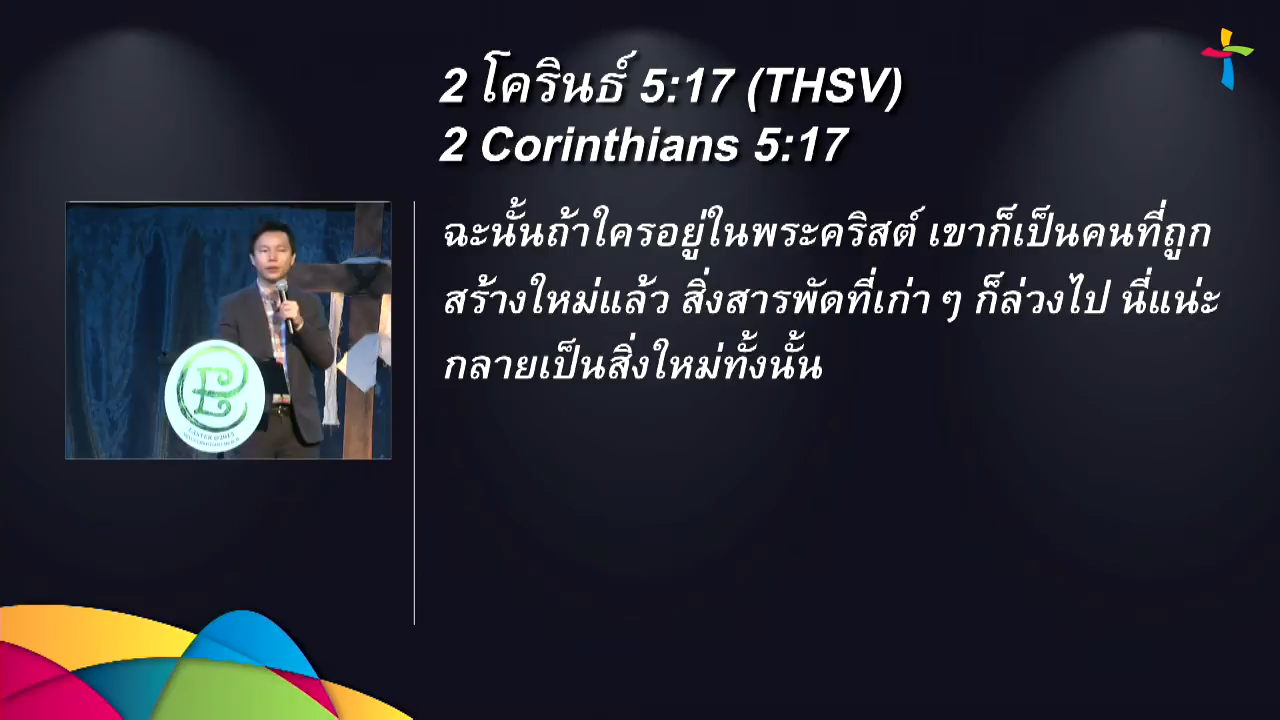 2 โครินธ์ 5:17 (THSV)
2 Corinthians 5:17
ฉะนั้นถ้าใครอยู่ในพระคริสต์ เขาก็เป็นคนที่ถูก
สร้างใหม่แล้ว สิ่งสารพัดที่เก่า ๆ ก็ล่วงไป นี่แน่ะ
กลายเป็นสิ่งใหม่ทั้งนั้น